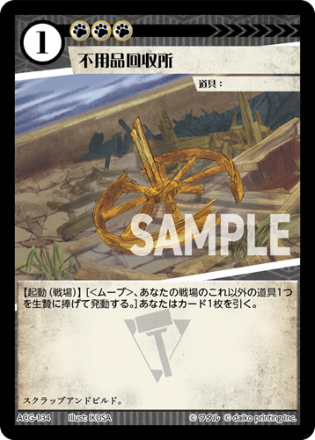 1
不用品回収所
道具：
SAMPLE
【起動（戦場）】[<ムーブ>、あなたの戦場のこれ以外の道具1つ
を生贄に捧げて発動する。]あなたはカード1枚を引く。
スクラップアンドビルド。
ACG-134 Illust: IKUSA © ワタル © daiko printing inc.